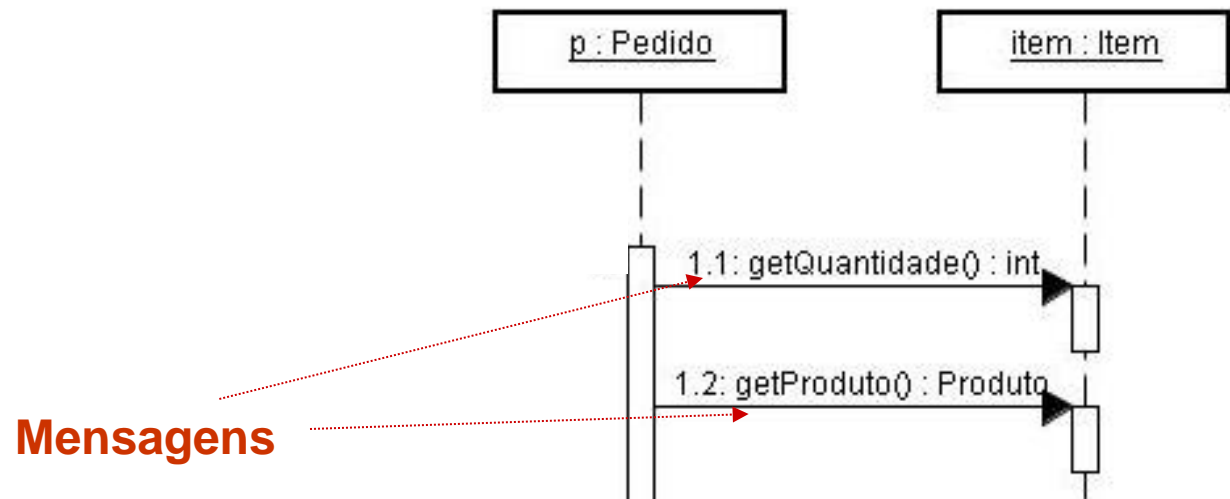 p : Pedido
item : Item
1.1: getQuantidade() : int
1.2: getProduto() : Produto
Mensagens